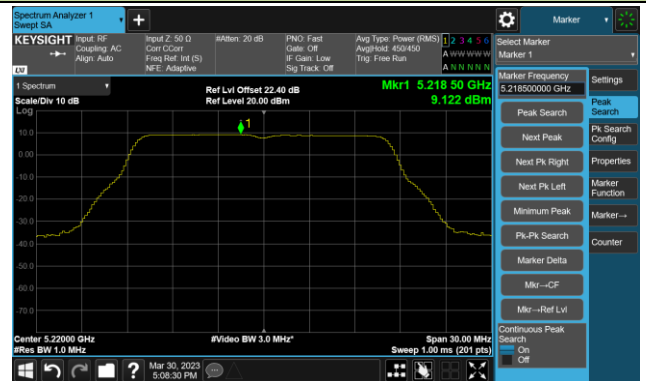 Spectrum Analyzer 1
Swept SA
Marker
KEYSIGHT
Input: RF
Coupling: AC
Align: Auto
Input Z: 50 Ω
Corr CCorr
Freq Ref: Int (S)
NFE: Adaptive
#Atten: 20 dB
PNO: Fast
Gate: Off
IF Gain: Low
Sig Track: Off
Avg Type: Power (RMS)
Avg|Hold: 450/450
Trig: Free Run
1 2 3 4 5 6
A W W W W W
A N N N N N
LXI
Select Marker
Marker 1
1 Spectrum
Scale/Div 10 dB
Log
Ref Lvl Offset 22.40 dB
Ref Level 20.00 dBm
Mkr1 5.218 50 GHz
9.122 dBm
1
10.0
0.00
-10.0
-20.0
-30.0
-40.0
-50.0
-60.0
-70.0
Center 5.22000 GHz
#Res BW 1.0 MHz
#Video BW 3.0 MHz*
Span 30.00 MHz
Sweep 1.00 ms (201 pts)
Marker Frequency
5.218500000 GHz
Peak Search
Next Peak
Next Pk Right
Next Pk Left
Minimum Peak
Pk-Pk Search
Marker Delta
Mkr→CF
Mkr→Ref Lvl
Continuous Peak
Search
On
Off
Settings
Peak
Search
Pk Search
Config
Properties
Marker
Function
Marker→
Counter
?
Mar 30, 2023
5:08:30 PM